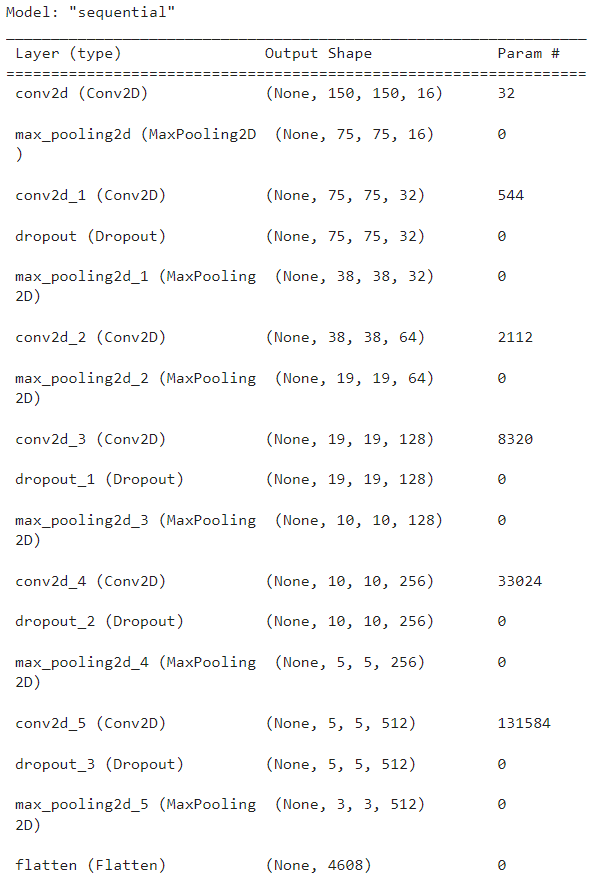 Model: "sequential"
_________________________________________________________________
Layer (type) Output Shape Param #
=================================================================
conv2d (Conv2D) (None, 150, 150, 16) 32
max_pooling2d (MaxPooling2D (None, 75, 75, 16) 0
)
conv2d_1 (Conv2D) (None, 75, 75, 32) 544
dropout (Dropout) (None, 75, 75, 32) 0
max_pooling2d_1 (MaxPooling (None, 38, 38, 32) 0
2D)
conv2d_2 (Conv2D) (None, 38, 38, 64) 2112
max_pooling2d_2 (MaxPooling (None, 19, 19, 64) 0
2D)
conv2d_3 (Conv2D) (None, 19, 19, 128) 8320
dropout_1 (Dropout) (None, 19, 19, 128) 0
max_pooling2d_3 (MaxPooling (None, 10, 10, 128) 0
2D)
conv2d_4 (Conv2D) (None, 10, 10, 256) 33024
dropout_2 (Dropout) (None, 10, 10, 256) 0
max_pooling2d_4 (MaxPooling (None, 5, 5, 256) 0
2D)
conv2d_5 (Conv2D) (None, 5, 5, 512) 131584
dropout_3 (Dropout) (None, 5, 5, 512) 0
max_pooling2d_5 (MaxPooling (None, 3, 3, 512) 0
2D)
flatten (Flatten) (None, 4608) 0